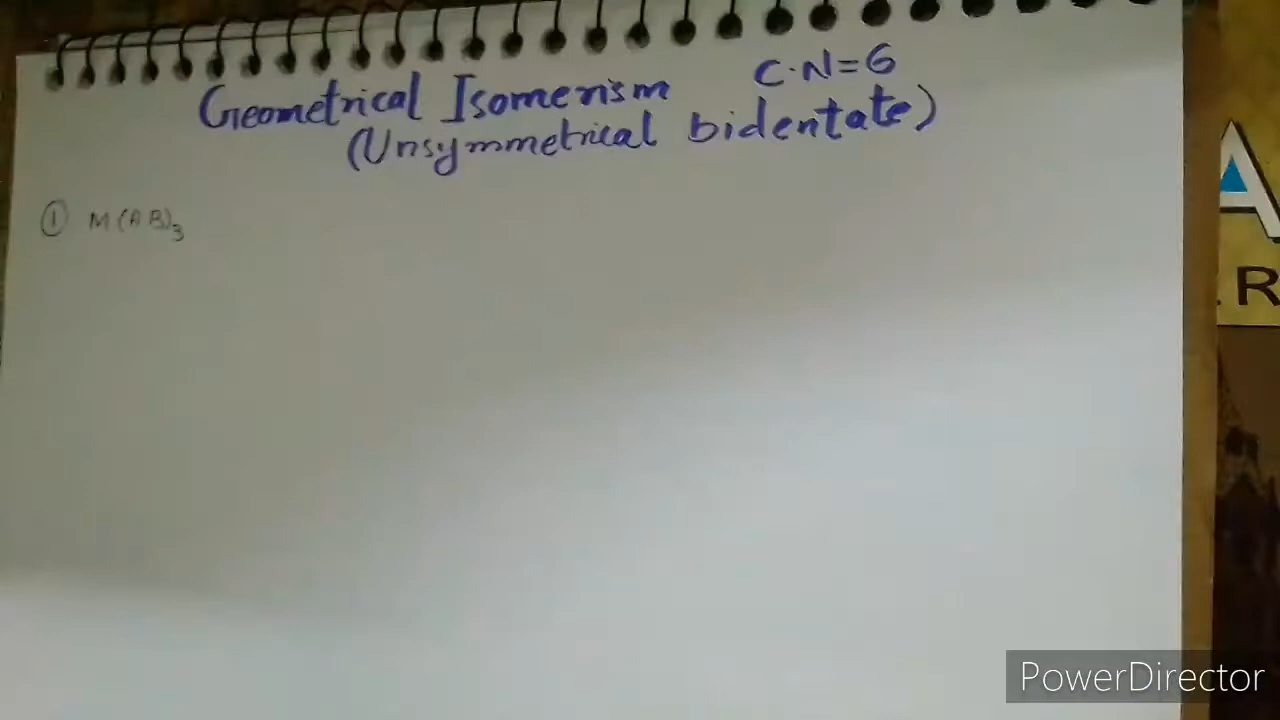 Geometrical Isomerism C.N=6
(Unsymmetrical bidentate)
① M(AB)₃
A
R
PowerDirector